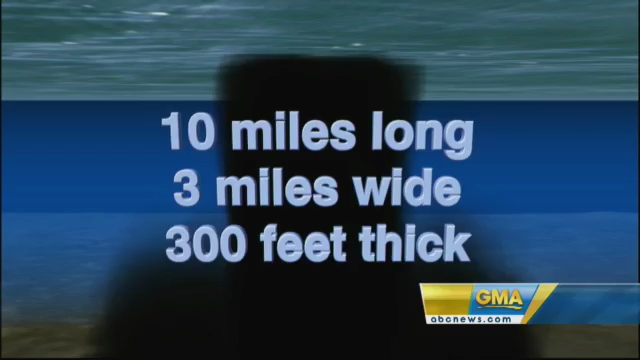 10 miles long
3 miles wide
300 feet thick
GMA
abcnews.com